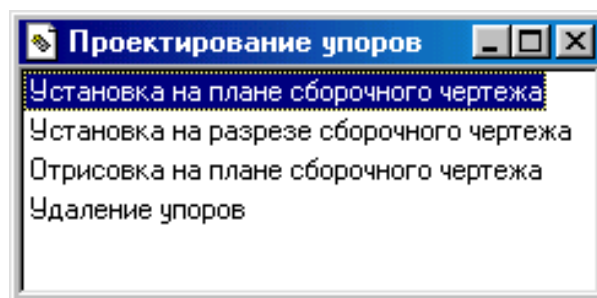 Проектирование упоров
Установка на плане сборочного чертежа
Установка на разрезе сборочного чертежа
Отрисовка на плане сборочного чертежа
Удаление упоров